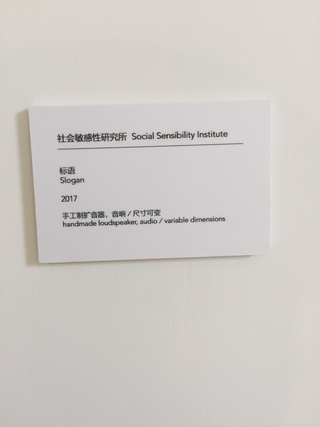 社会敏感性研究所 Social Sensibility Institute
标语
Slogan
2017
手工制扩音器，音响 / 尺寸可变
handmade loudspeaker, audio / variable dimensions